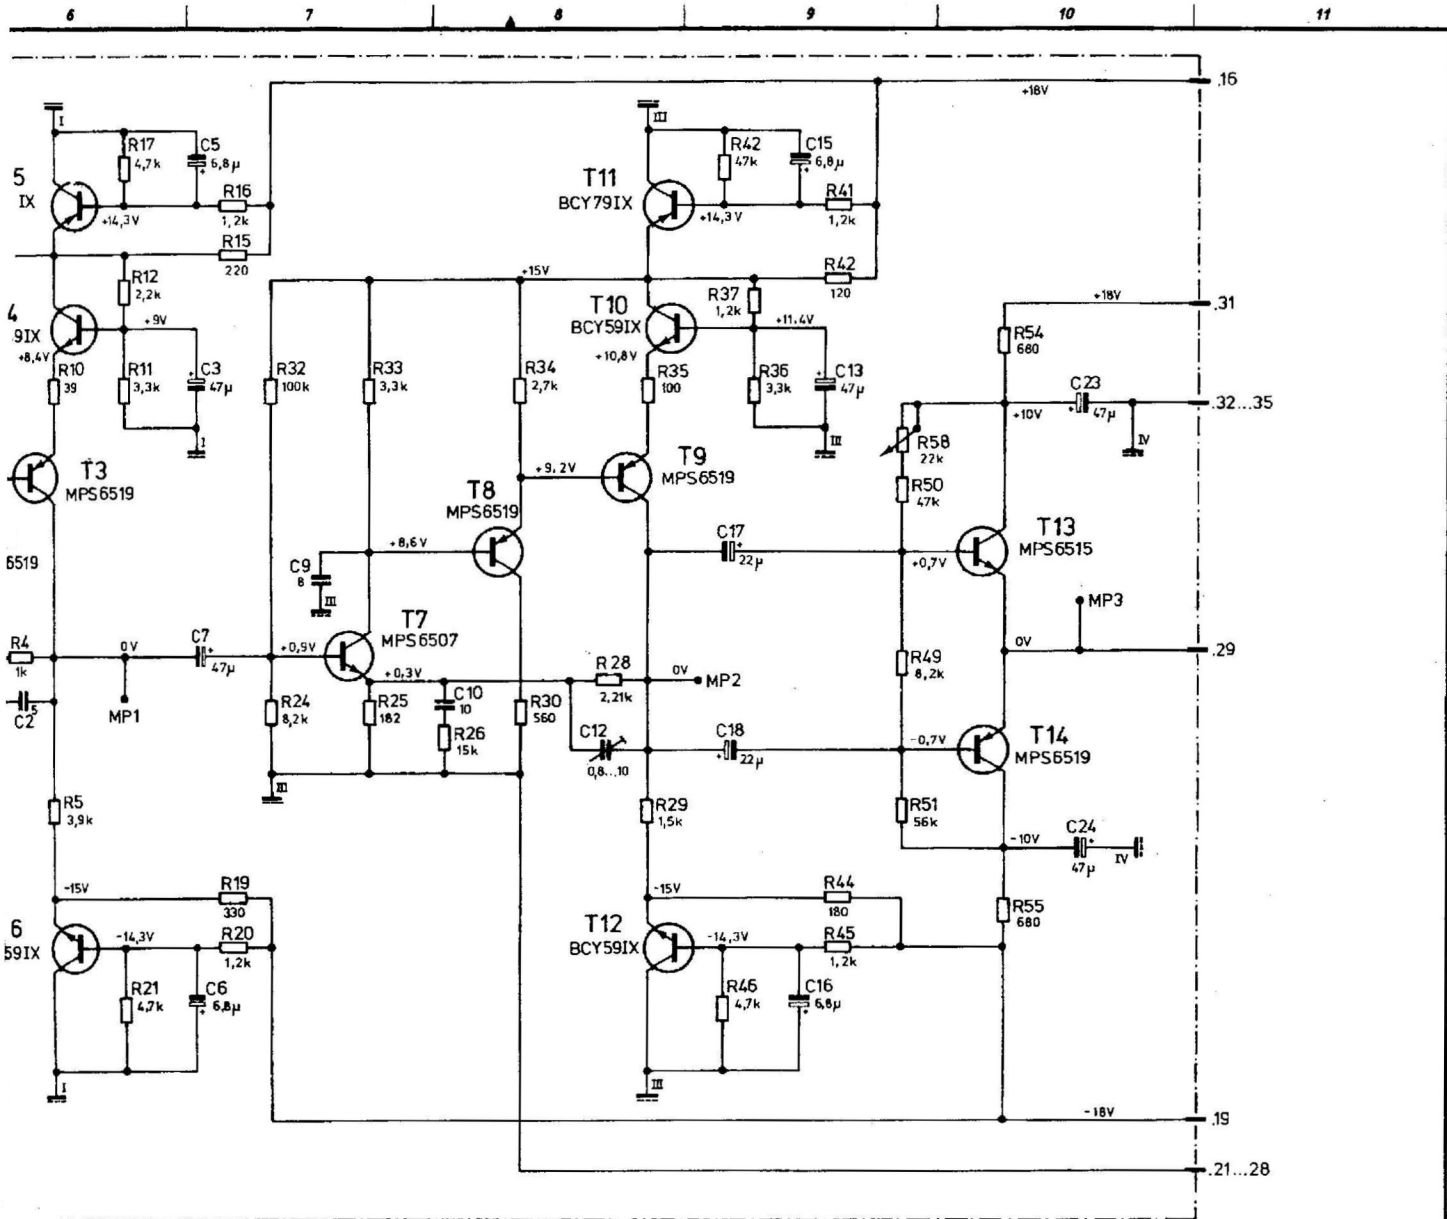 6 7 8 9 10 11
.16
+18V
I
R17
4,7k
C5
6,8µ
+
5
IX
+14,3V
R16
1,2k
R15
220
III
R42
47k
C15
6,8µ
+
T11
BCY79IX
+14,3V
R41
1,2k
R12
2,2k
4
9IX
+9V
+8,4V
+15V
R42
120
T10
BCY59IX
R37
1,2k
+11.4V
+10,8V
+18V
.31
R54
680
R10
39
R11
3,3k
+
C3
47µ
I
R32
100k
R33
3,3k
R34
2,7k
R35
100
R36
3,3k
+
C13
47µ
III
C23
+10V
+
47µ
IV
.32...35
R58
22k
R50
47k
T3
MPS6519
+9,2V
T9
MPS6519
T8
MPS6519
6519
C9
8
III
+8,6V
C17
+
22µ
+0,7V
T13
MPS6515
MP3
T7
MPS6507
R4
1k
0V
C7
+
47µ
+0,9V
+0,3V
0V
.29
C2
5
MP1
R24
8,2k
R25
182
C10
10
R26
15k
R30
560
R28
2,21k
0V
MP2
R49
8,2k
C12
0,8...10
C18
+
22µ
-0,7V
T14
MPS6519
III
R5
3,9k
R29
1,5k
R51
56k
-10V
C24
+
47µ
IV
-15V
R19
330
-15V
R44
180
R55
680
6
59IX
-14,3V
R20
1,2k
T12
BCY59IX
-14,3V
R45
1,2k
R21
4,7k
C6
6,8µ
+
R46
4,7k
C16
6,8µ
+
I
III
-18V
.19
.21...28